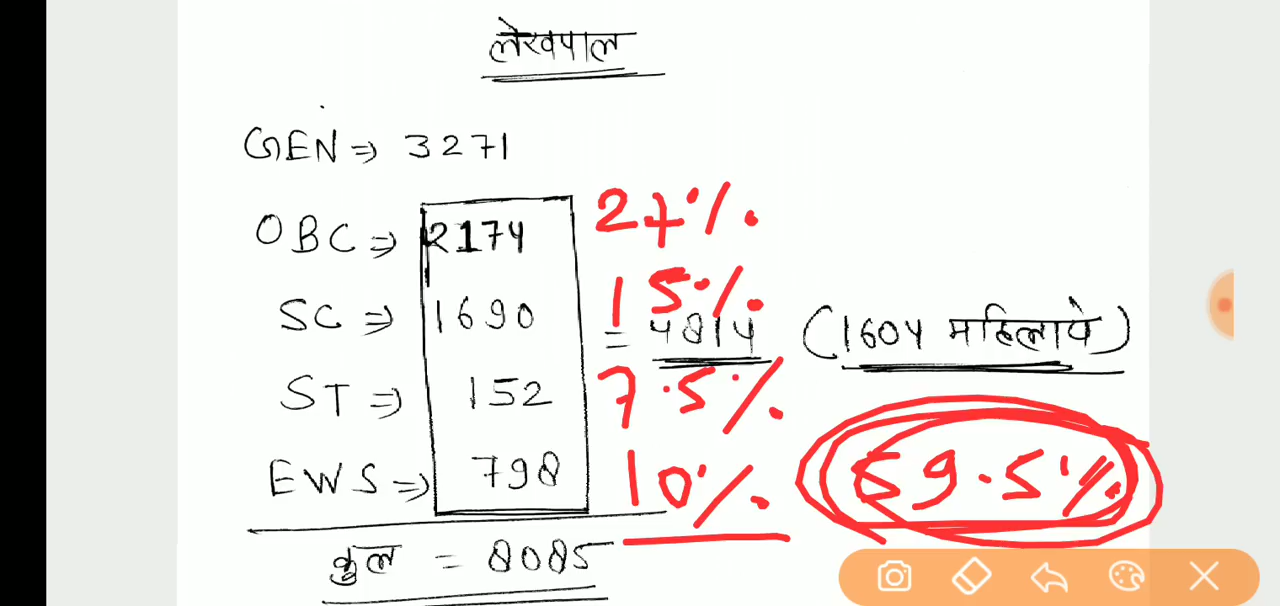 लेखपाल
GEN ⇒ 3271
OBC ⇒ 2174 27%
SC ⇒ 1690 15%
= 4814 (1604 महिलाये)
ST ⇒ 152 7.5%
EWS ⇒ 798 10% 59.5%
कुल = 8085